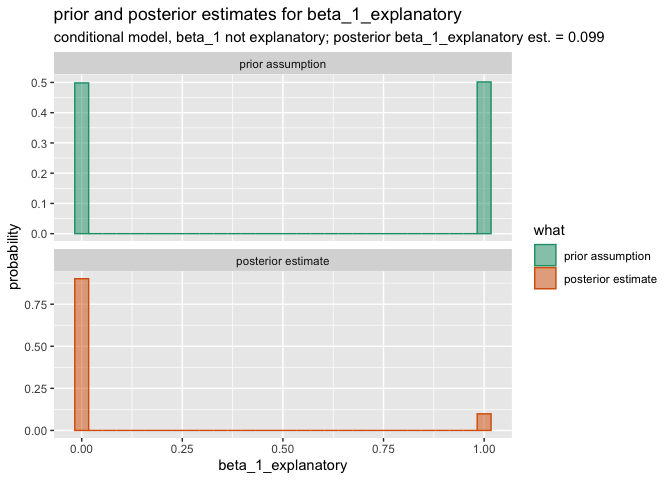 prior and posterior estimates for beta_1_explanatory
conditional model, beta_1 not explanatory; posterior beta_1_explanatory est. = 0.099
prior assumption
0.5
0.4
0.3
0.2
0.1
0.0
posterior estimate
0.75
0.50
0.25
0.00
probability
0.00 0.25 0.50 0.75 1.00
beta_1_explanatory
what
prior assumption
posterior estimate